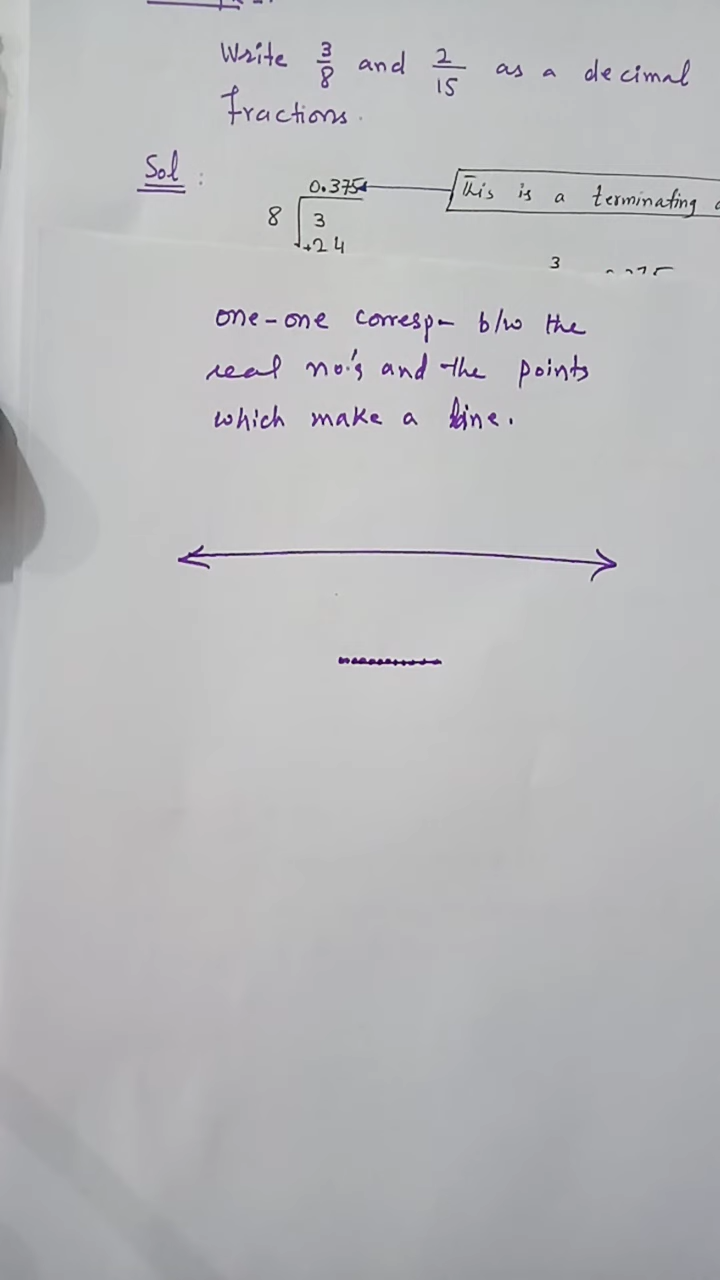 Write 3/8 and 2/15 as a decimal
fractions.
Sol :
0.375
This is a terminating
8 3
24
3
one-one corresp- b/w the
real no's and the points
which make a line.